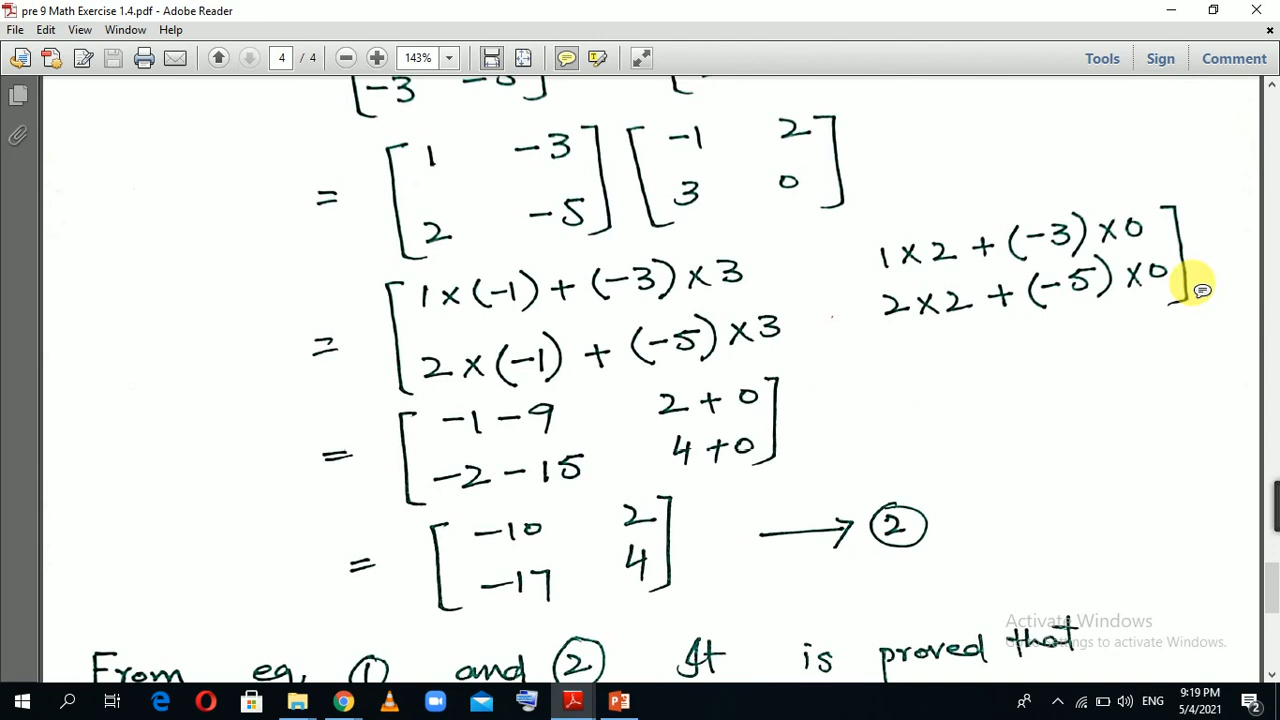 pre 9 Math Exercise 1.4.pdf - Adobe Reader
File Edit View Window Help
4 / 4 143% Tools Sign Comment
[-3 -0]
= [1 -3] [-1 2]
[2 -5] [3 0]
= [1×(-1) + (-3)×3 1×2 + (-3)×0]
[2×(-1) + (-5)×3 2×2 + (-5)×0]
= [-1-9 2+0]
[-2-15 4+0]
= [-10 2] → ②
[-17 4]
Activate Windows
Go to Settings to activate Windows.
From eq. ① and ② It is proved that
9:19 PM
ENG
5/4/2021
2